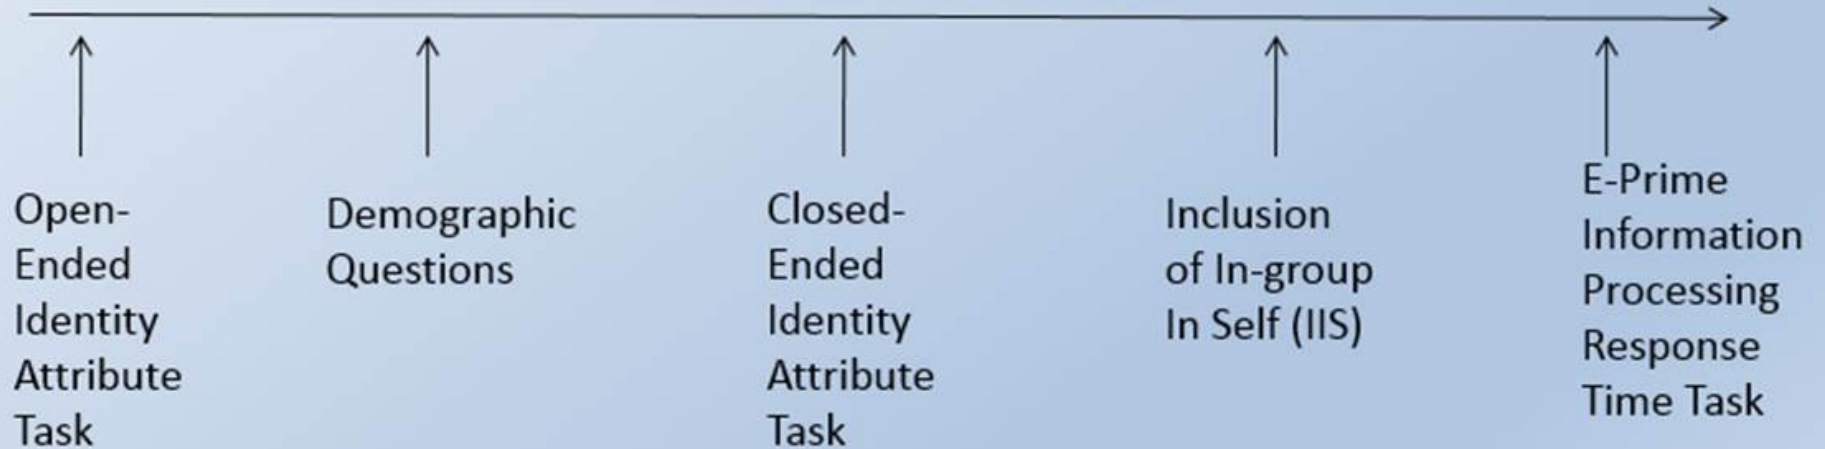 Open-
Ended
Identity
Attribute
Task
Demographic
Questions
Closed-
Ended
Identity
Attribute
Task
Inclusion
of In-group
In Self (IIS)
E-Prime
Information
Processing
Response
Time Task